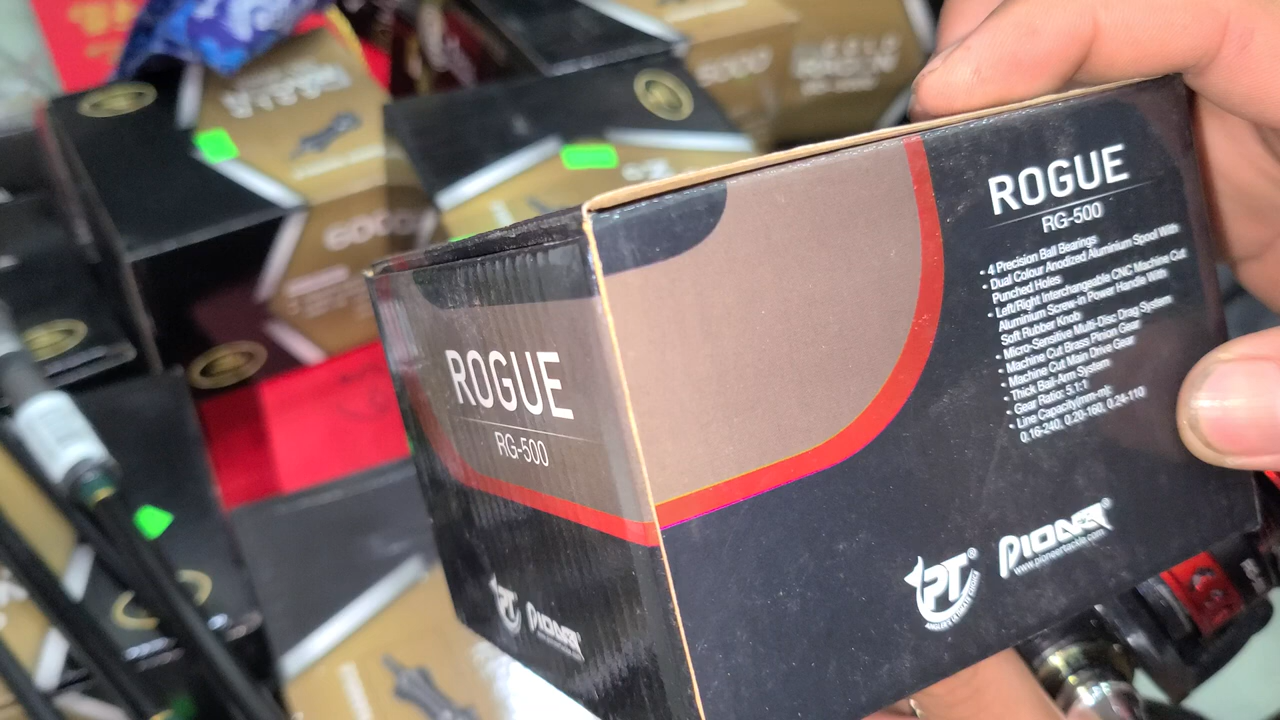 ROGUE
RG-500
PT
PIONEER
ROGUE
RG-500
• 4 Precision Ball Bearings
• Dual Colour Anodized Aluminium Spool With
Punched Holes
• Left/Right Interchangeable CNC Machine Cut
Aluminium Screw-in Power Handle With
Soft Rubber Knob
• Micro-Sensitive Multi-Disc Drag System
• Machine Cut Brass Pinion Gear
• Machine Cut Main Drive Gear
• Thick Bail-Arm System
• Gear Ratio: 5.1:1
• Line Capacity(mm-m):
0.16-240, 0.20-160, 0.24-110
PT®
ANGLER'S ULTIMATE CHOICE
PIONEER
www.pioneertackle.com